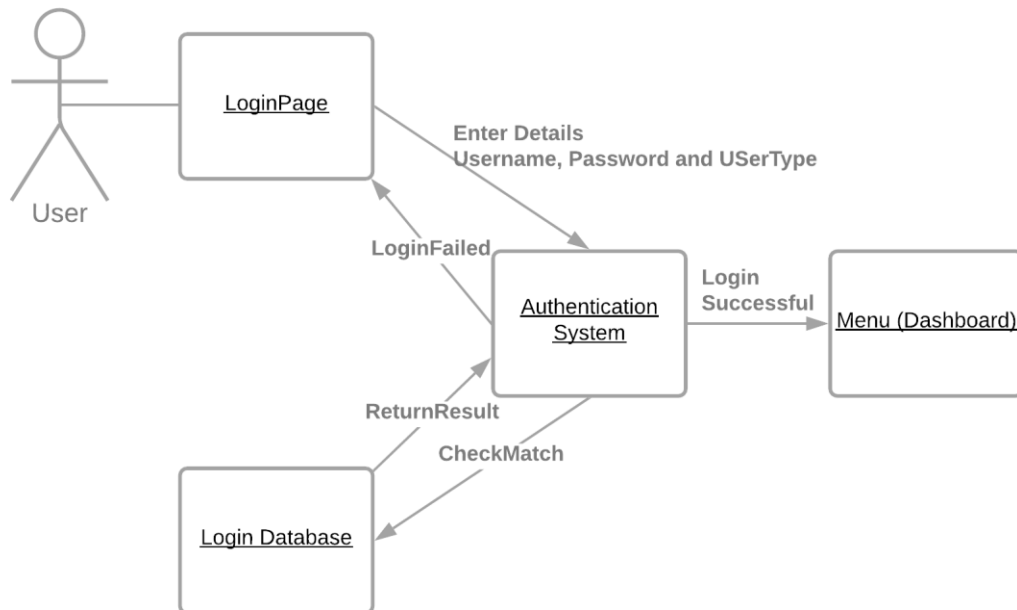 LoginPage
Enter Details
Username, Password and USerType
User
LoginFailed
Login
Successful
Authentication
System
Menu (Dashboard)
ReturnResult
CheckMatch
Login Database